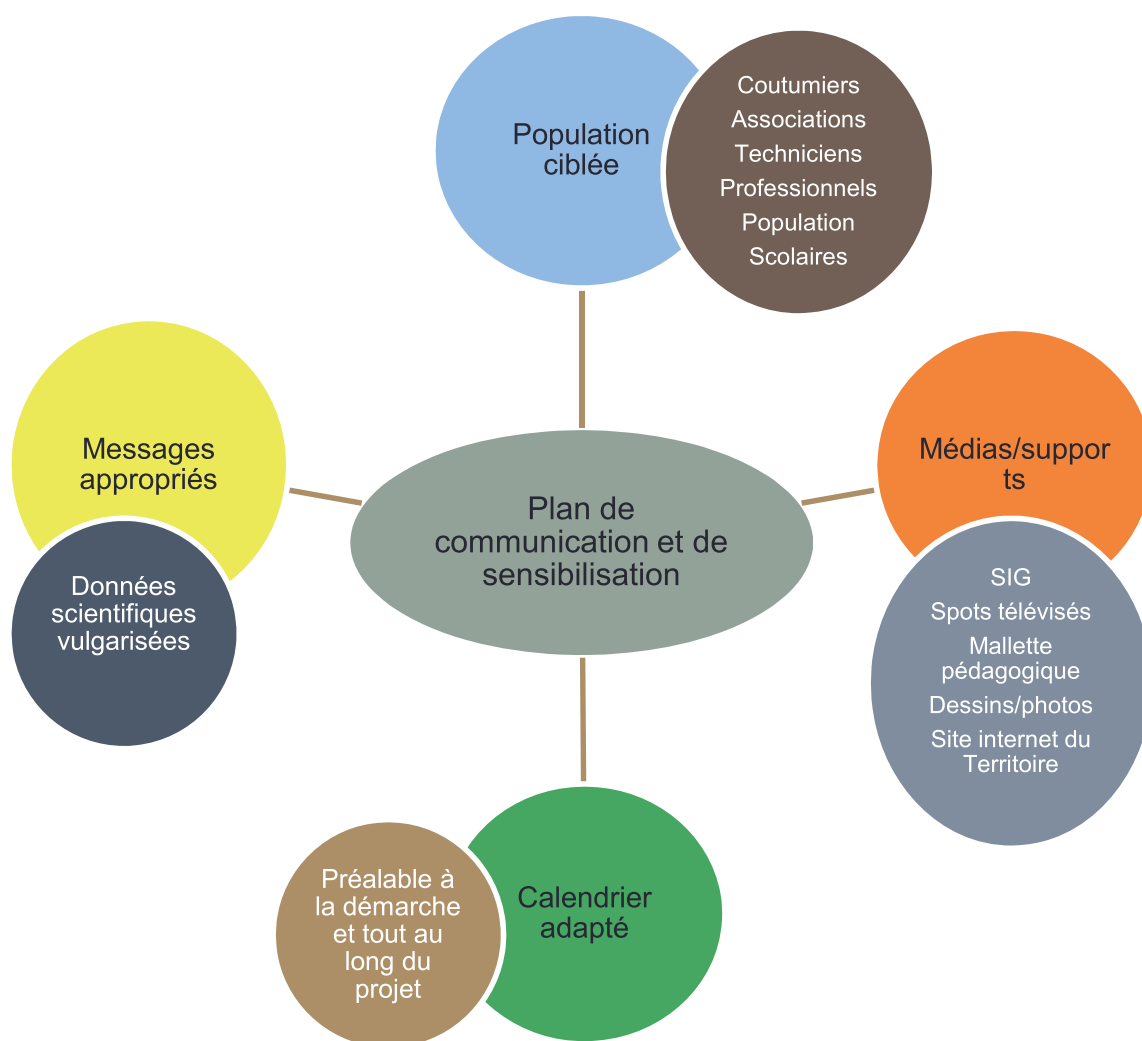 Population
ciblée
Coutumiers
Associations
Techniciens
Professionnels
Population
Scolaires
Messages
appropriés
Données
scientifiques
vulgarisées
Plan de
communication et de
sensibilisation
Médias/suppor
ts
SIG
Spots télévisés
Mallette
pédagogique
Dessins/photos
Site internet du
Territoire
Préalable à
la démarche
et tout au
long du
projet
Calendrier
adapté